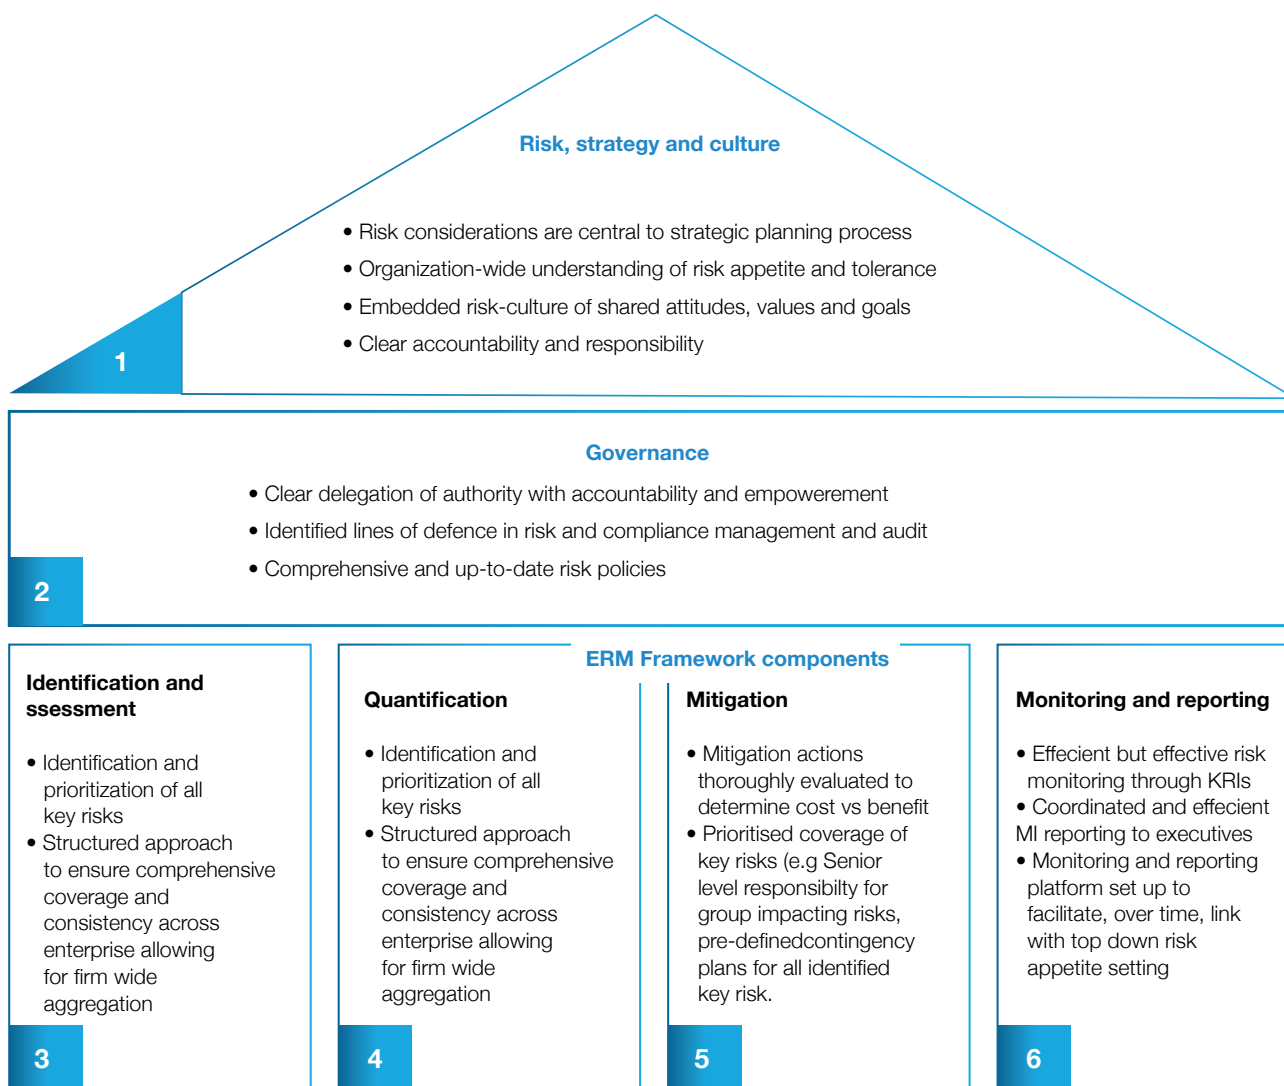 Risk, strategy and culture
• Risk considerations are central to strategic planning process
• Organization-wide understanding of risk appetite and tolerance
• Embedded risk-culture of shared attitudes, values and goals
• Clear accountability and responsibility
1
Governance
• Clear delegation of authority with accountability and empowerement
• Identified lines of defence in risk and compliance management and audit
• Comprehensive and up-to-date risk policies
2
ERM Framework components
Identification and
ssessment
• Identification and
prioritization of all
key risks
• Structured approach
to ensure comprehensive
coverage and
consistency across
enterprise allowing
for firm wide
aggregation
3
Quantification
• Identification and
prioritization of all
key risks
• Structured approach
to ensure comprehensive
coverage and
consistency across
enterprise allowing
for firm wide
aggregation
4
Mitigation
• Mitigation actions
thoroughly evaluated to
determine cost vs benefit
• Prioritised coverage of
key risks (e.g Senior
level responsibilty for
group impacting risks,
pre-definedcontingency
plans for all identified
key risk.
5
Monitoring and reporting
• Effecient but effective risk
monitoring through KRIs
• Coordinated and effecient
MI reporting to executives
• Monitoring and reporting
platform set up to
facilitate, over time, link
with top down risk
appetite setting
6